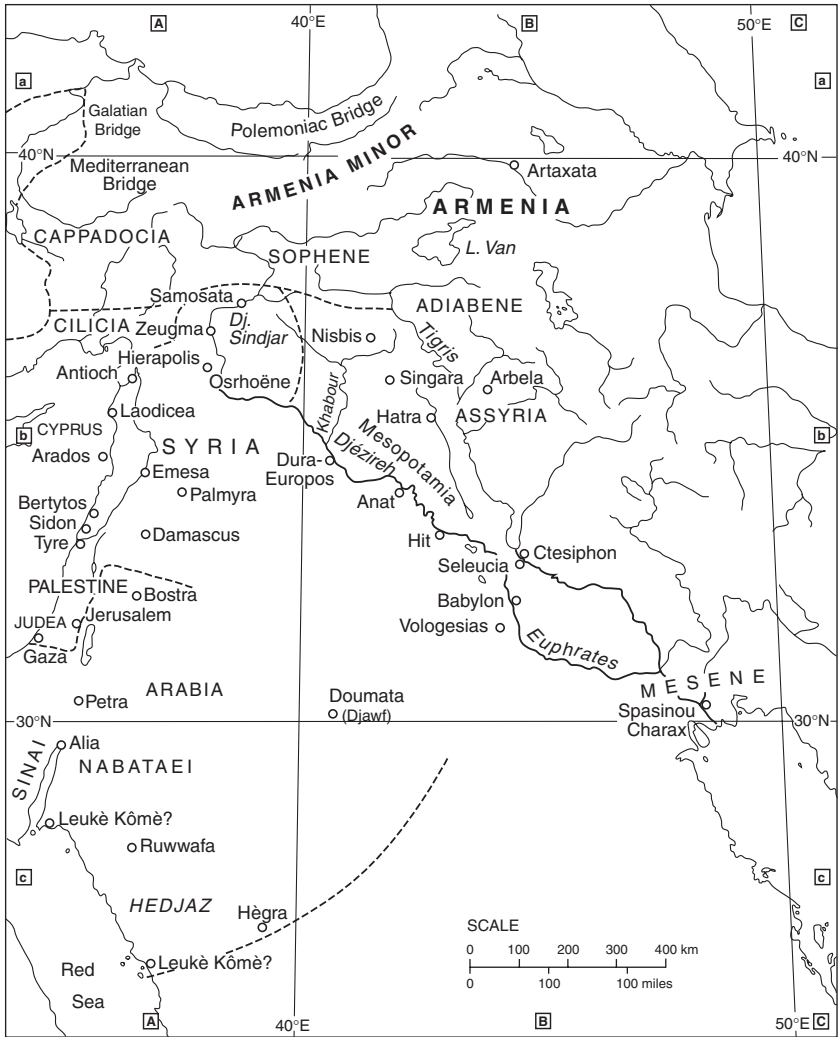 A
40°E
B
50°E
C
a
a
Galatian
Bridge
Polemoniac Bridge
40°N
40°N
Mediterranean
Bridge
ARMENIA MINOR
Artaxata
ARMENIA
CAPPADOCIA
L. Van
SOPHENE
Samosata
ADIABENE
CILICIA
Zeugma
Dj.
Sindjar
Nisbis
Tigris
Hierapolis
Antioch
Osrhoëne
Singara
Arbela
Khabour
Laodicea
Hatra
ASSYRIA
b
CYPRUS
b
SYRIA
Mesopotamia
Arados
Djézireh
Emesa
Dura-
Europos
Palmyra
Anat
Bertytos
Sidon
Tyre
Damascus
Hit
Ctesiphon
Seleucia
PALESTINE
Bostra
Babylon
JUDEA
Jerusalem
Vologesias
Gaza
Euphrates
MESENE
Petra
ARABIA
Doumata
(Djawf)
Spasinou
Charax
30°N
30°N
Alia
SINAI
NABATAEI
Leukè Kômè?
Ruwwafa
c
c
HEDJAZ
Hègra
SCALE
0 100 200 300 400 km
0 100 100 miles
Leukè Kômè?
Red
Sea
A
40°E
B
50°E
C